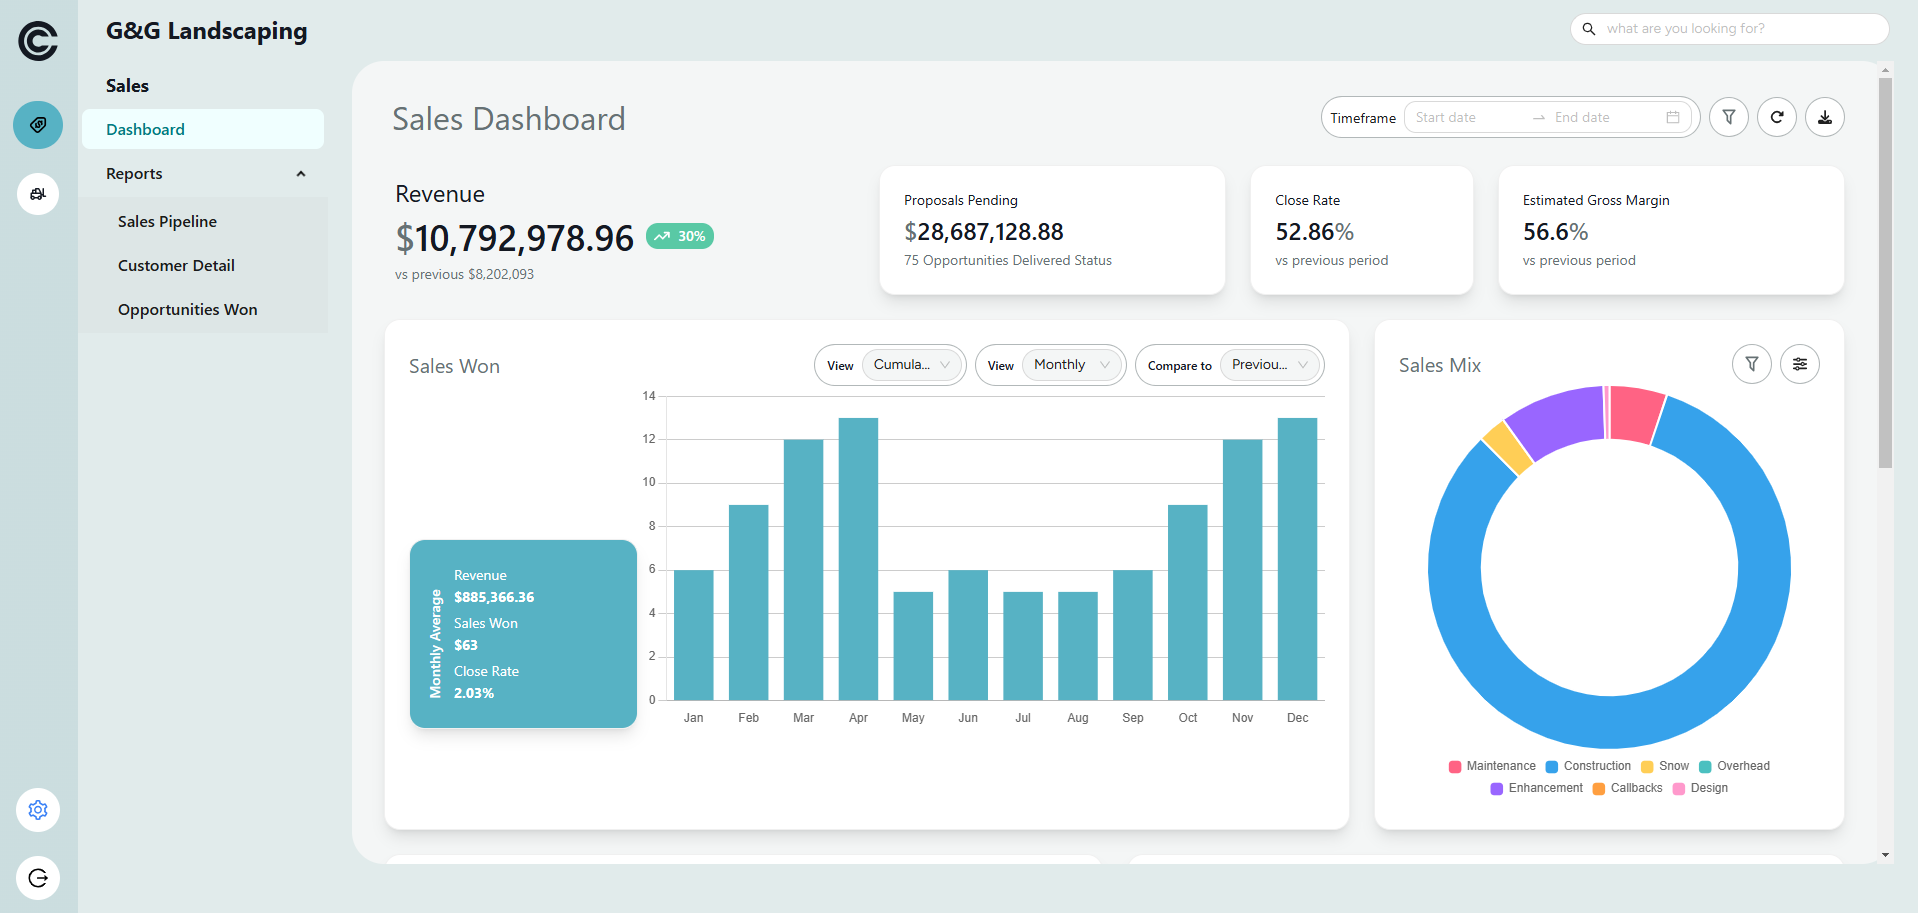 G&G Landscaping
what are you looking for?
Sales
Dashboard
Reports
Sales Pipeline
Customer Detail
Opportunities Won
Sales Dashboard
Timeframe Start date End date
Revenue
$10,792,978.96 30%
vs previous $8,202,093
Proposals Pending
$28,687,128.88
75 Opportunities Delivered Status
Close Rate
52.86%
vs previous period
Estimated Gross Margin
56.6%
vs previous period
Sales Won
View Cumula...
View Monthly
Compare to Previou...
Monthly Average
Revenue
$885,366.36
Sales Won
$63
Close Rate
2.03%
14
12
10
8
6
4
2
0
Jan Feb Mar Apr May Jun Jul Aug Sep Oct Nov Dec
Sales Mix
Maintenance Construction Snow Overhead
Enhancement Callbacks Design